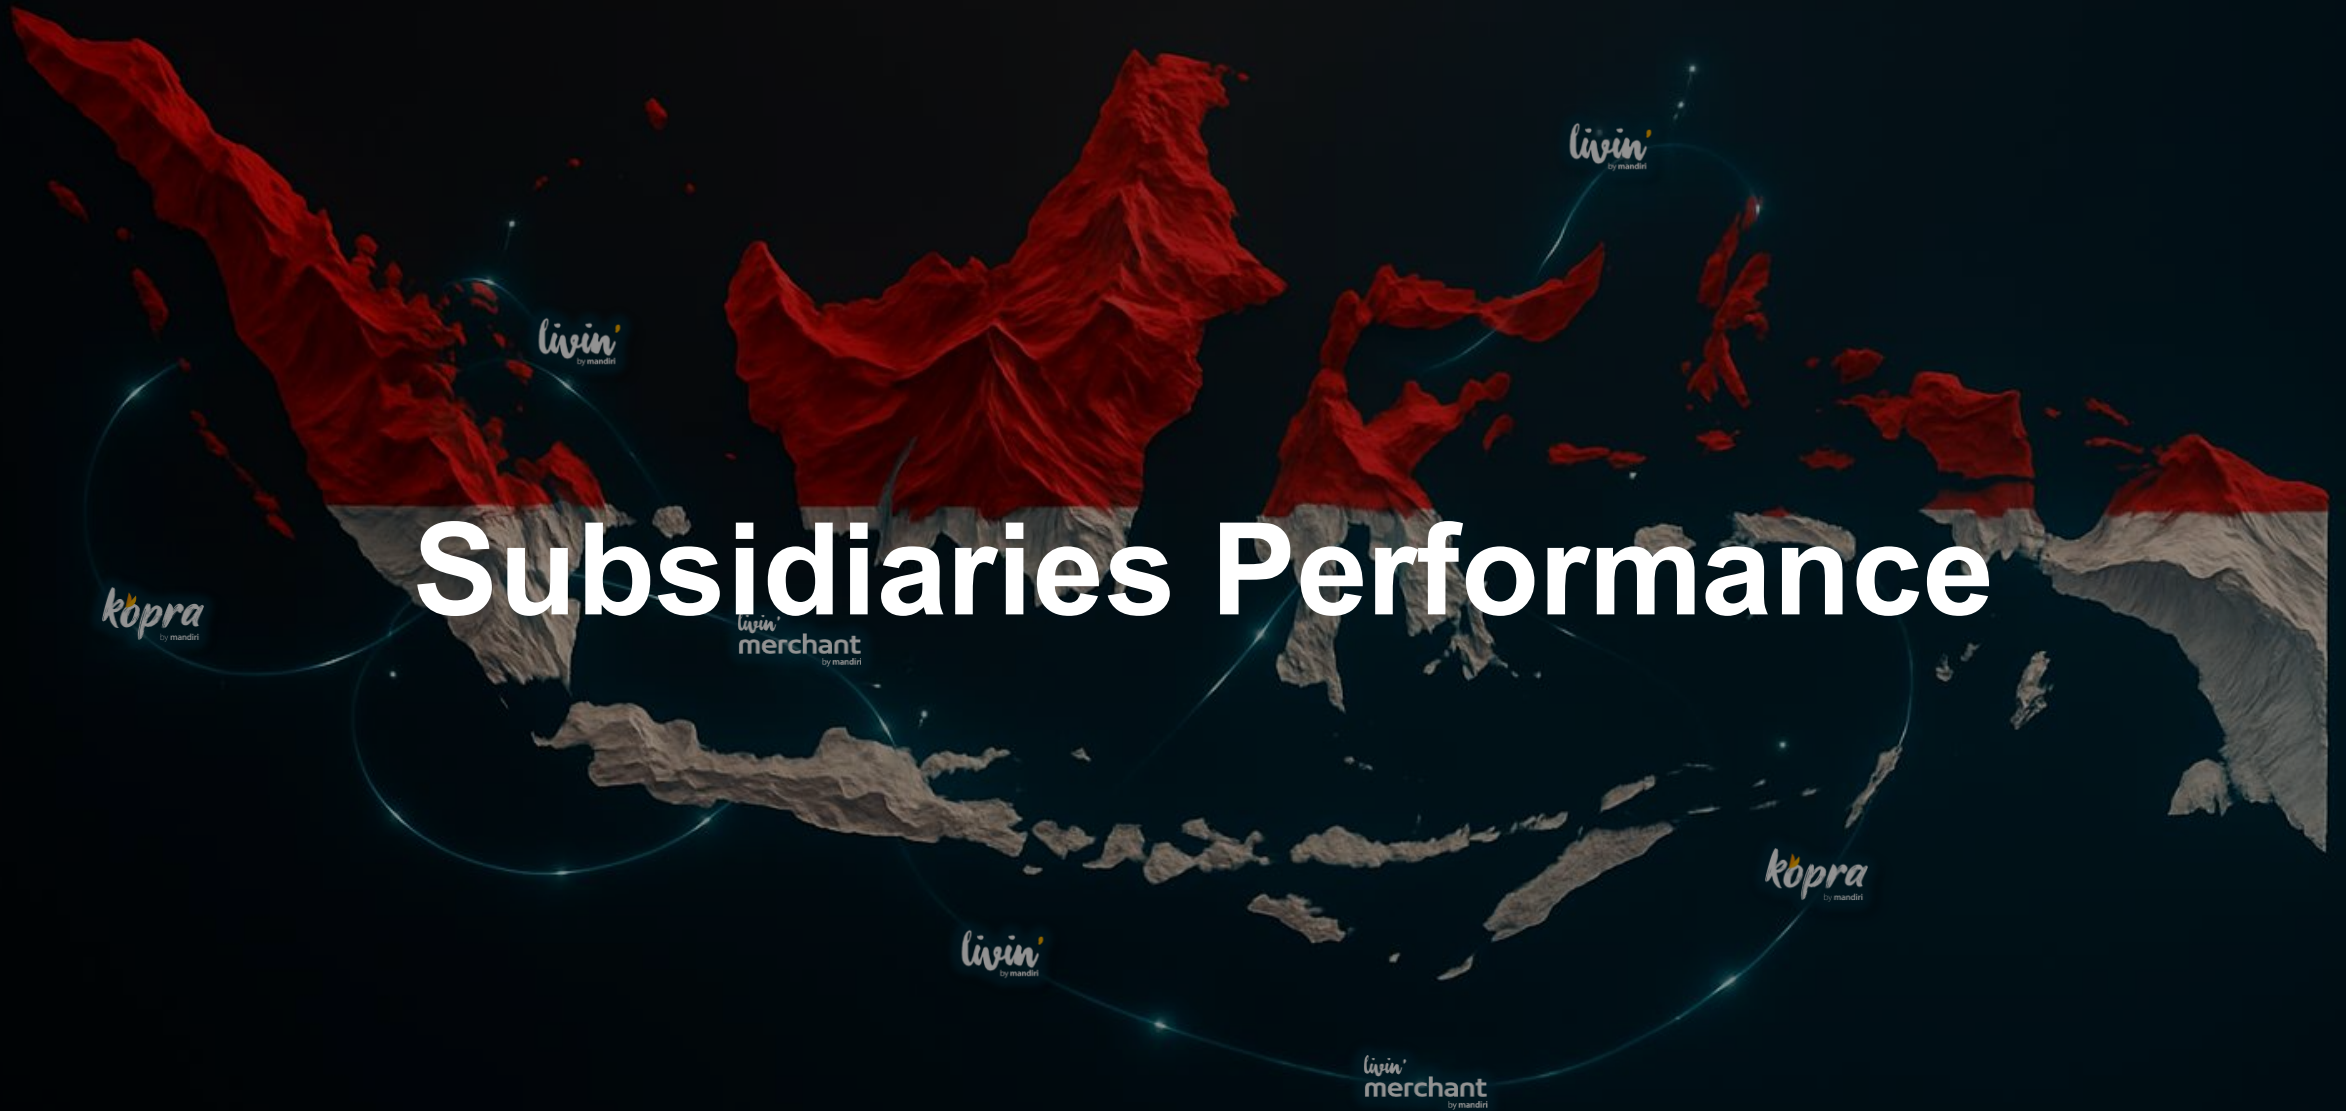 livin'
by mandiri
livin'
by mandiri
Subsidiaries Performance
kopra
by mandiri
livin'
merchant
by mandiri
kopra
by mandiri
livin'
by mandiri
livin'
merchant
by mandiri